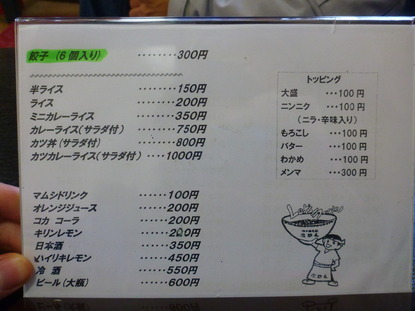 餃子 (6個入り) ········300円
半ライス ·······150円
ライス ·······200円
ミニカレーライス ·······350円
カレーライス(サラダ付) ·······750円
カツ丼(サラダ付) ·······800円
カツカレーライス(サラダ付) ····1000円
マムシドリンク ······100円
オレンジジュース ······200円
コカ コーラ ······200円
キリンレモン ······200円
日本酒 ······350円
ハイリキレモン ······450円
冷 酒 ······550円
ビール(大瓶) ······600円
トッピング
大盛 ···100円
ニンニク ···100円
(ニラ・辛味入り)
もろこし ···100円
バター ···100円
わかめ ···100円
メンマ ···300円